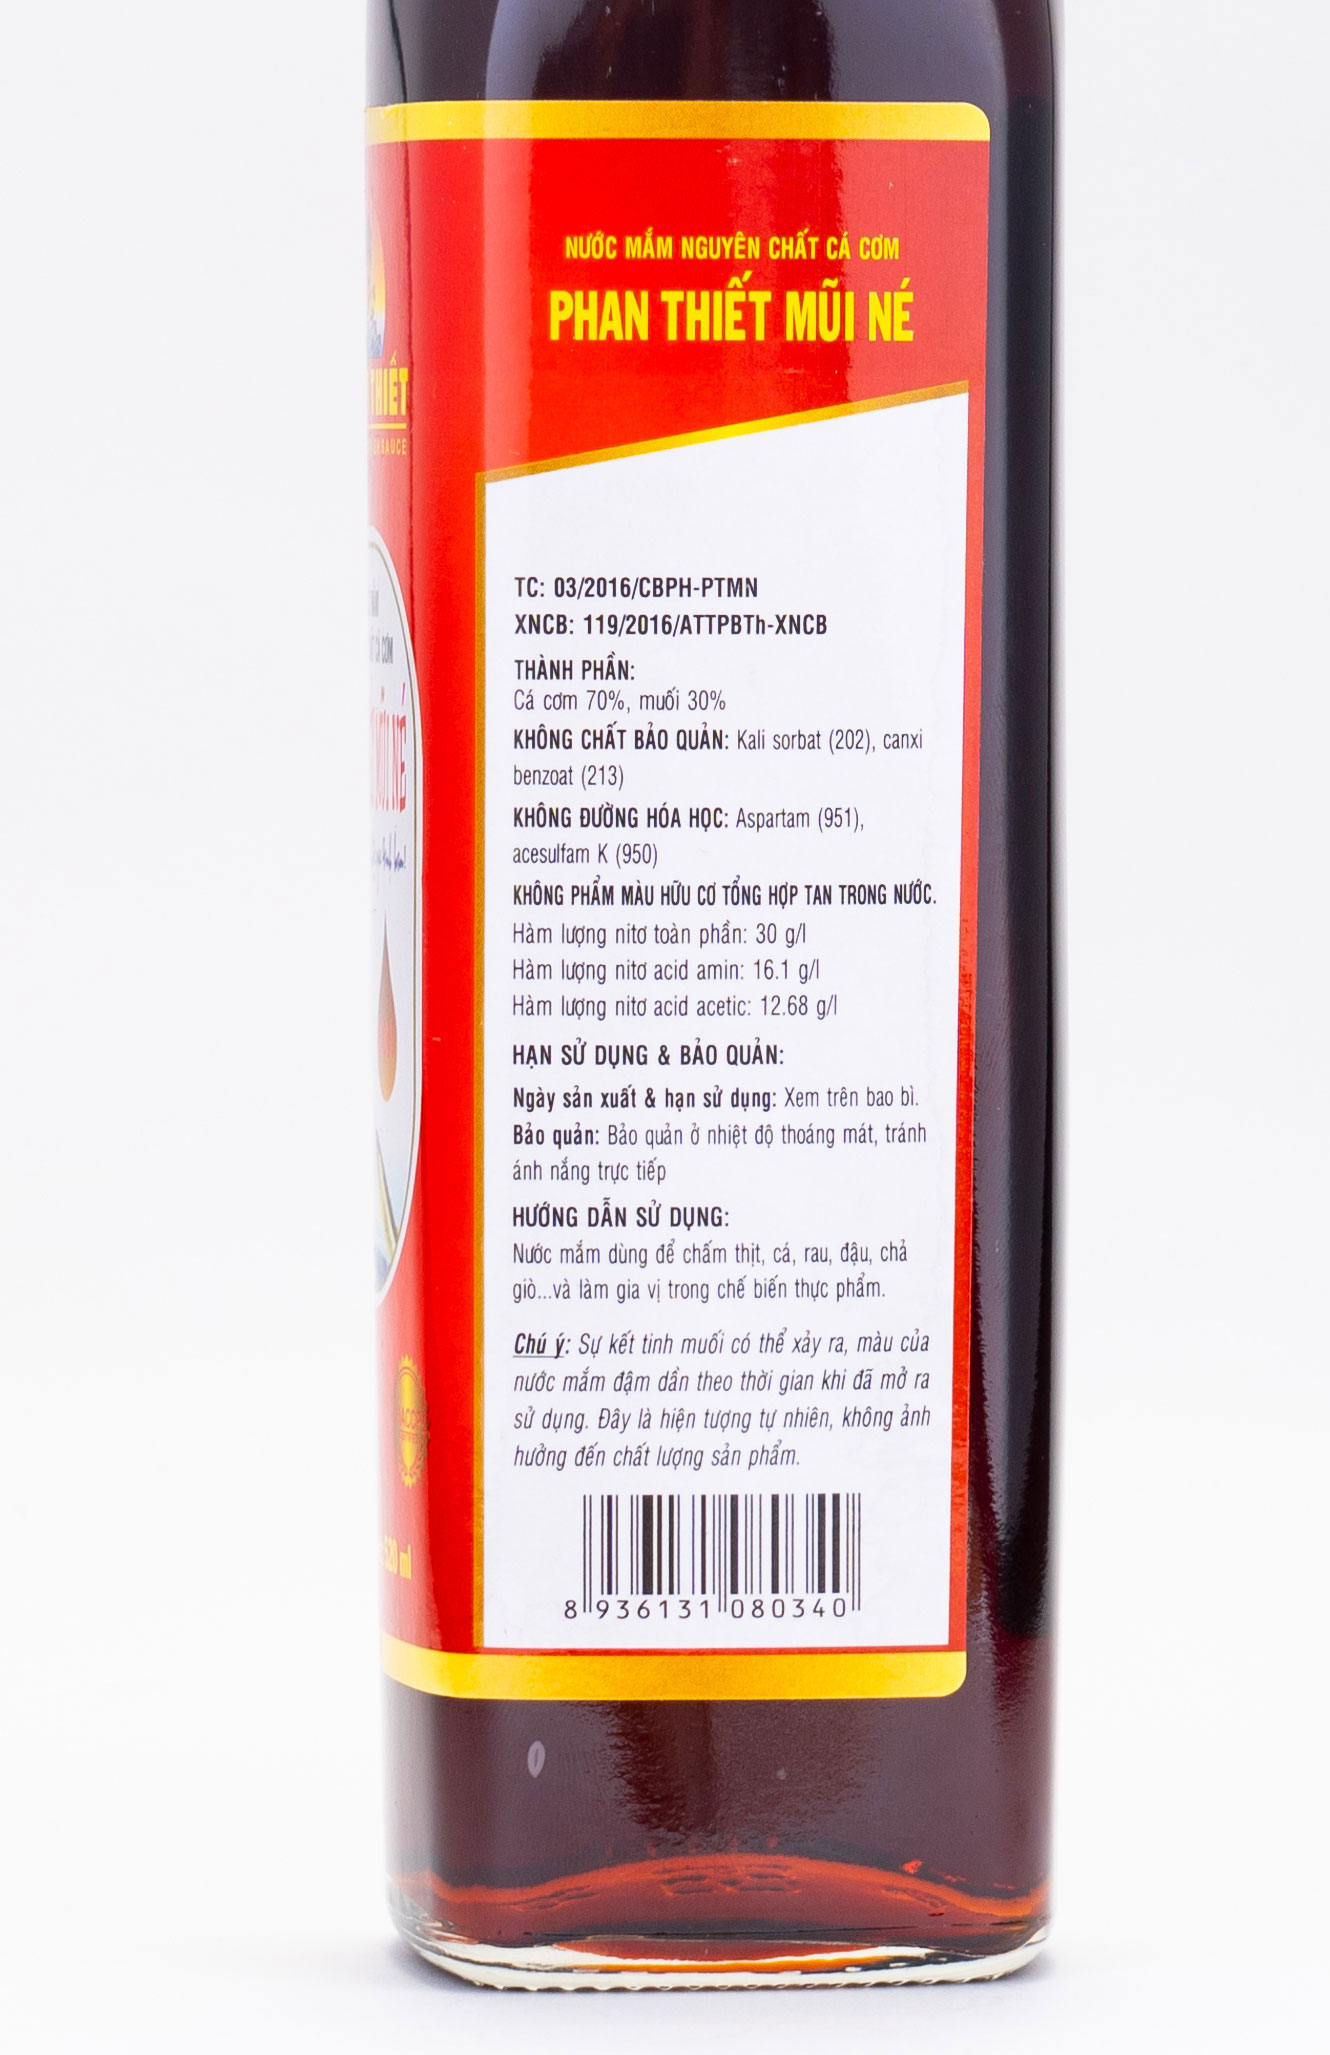 NƯỚC MẮM NGUYÊN CHẤT CÁ CƠM
PHAN THIẾT MŨI NÉ
TC: 03/2016/CBPH-PTMN
XNCB: 119/2016/ATTPBTh-XNCB
THÀNH PHẦN:
Cá cơm 70%, muối 30%
KHÔNG CHẤT BẢO QUẢN: Kali sorbat (202), canxi
benzoat (213)
KHÔNG ĐƯỜNG HÓA HỌC: Aspartam (951),
acesulfam K (950)
KHÔNG PHẨM MÀU HỮU CƠ TỔNG HỢP TAN TRONG NƯỚC.
Hàm lượng nitơ toàn phần: 30 g/l
Hàm lượng nitơ acid amin: 16.1 g/l
Hàm lượng nitơ acid acetic: 12.68 g/l
HẠN SỬ DỤNG & BẢO QUẢN:
Ngày sản xuất & hạn sử dụng: Xem trên bao bì.
Bảo quản: Bảo quản ở nhiệt độ thoáng mát, tránh
ánh nắng trực tiếp
HƯỚNG DẪN SỬ DỤNG:
Nước mắm dùng để chấm thịt, cá, rau, đậu, chả
giò...và làm gia vị trong chế biến thực phẩm.
Chú ý: Sự kết tinh muối có thể xảy ra, màu của
nước mắm đậm dần theo thời gian khi đã mở ra
sử dụng. Đây là hiện tượng tự nhiên, không ảnh
hưởng đến chất lượng sản phẩm.
8 936131 080340
THIẾT
SAUCE
CÁ CƠM
MŨI NÉ
520 ml